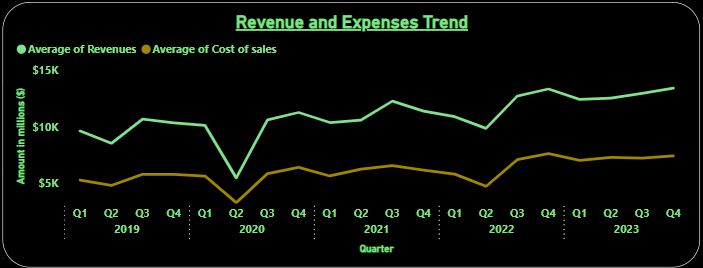 Revenue and Expenses Trend
Average of Revenues Average of Cost of sales
$15K
$10K
$5K
Amount in millions ($)
Q1 Q2 Q3 Q4 Q1 Q2 Q3 Q4 Q1 Q2 Q3 Q4 Q1 Q2 Q3 Q4 Q1 Q2 Q3 Q4
2019 2020 2021 2022 2023
Quarter